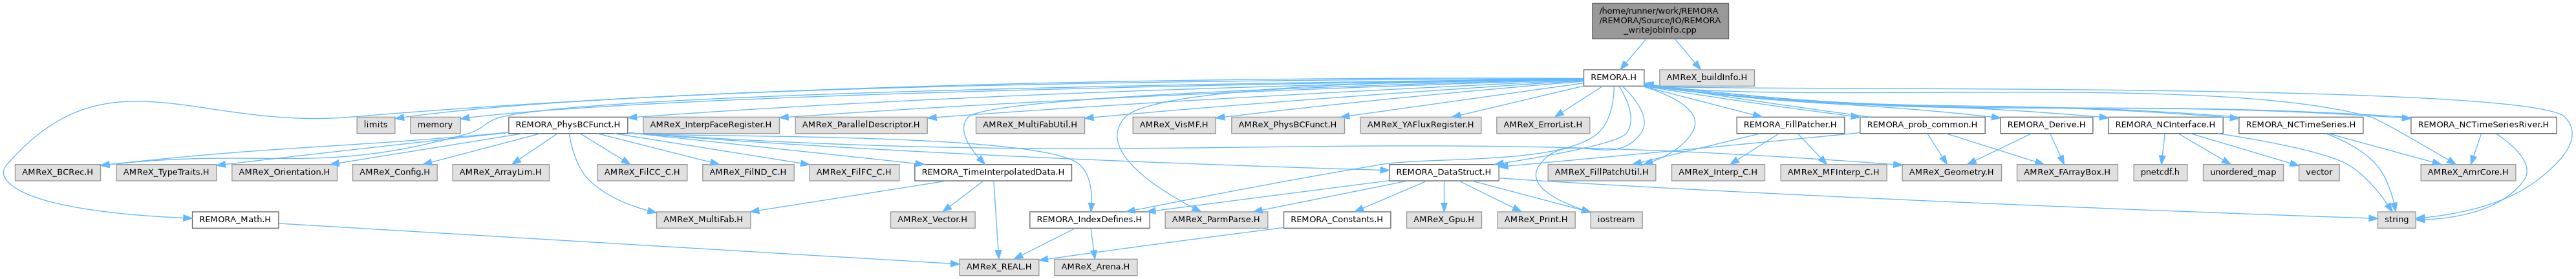 /home/runner/work/REMORA
/REMORA/Source/IO/REMORA
_writeJobInfo.cpp
REMORA.H
AMReX_buildInfo.H
limits
memory
REMORA_PhysBCFunct.H
AMReX_InterpFaceRegister.H
AMReX_ParallelDescriptor.H
AMReX_MultiFabUtil.H
AMReX_VisMF.H
AMReX_PhysBCFunct.H
AMReX_YAFluxRegister.H
AMReX_ErrorList.H
REMORA_FillPatcher.H
REMORA_prob_common.H
REMORA_Derive.H
REMORA_NCInterface.H
REMORA_NCTimeSeries.H
REMORA_NCTimeSeriesRiver.H
AMReX_BCRec.H
AMReX_TypeTraits.H
AMReX_Orientation.H
AMReX_Config.H
AMReX_ArrayLim.H
AMReX_FilCC_C.H
AMReX_FilND_C.H
AMReX_FilFC_C.H
REMORA_TimeInterpolatedData.H
REMORA_DataStruct.H
AMReX_FillPatchUtil.H
AMReX_Interp_C.H
AMReX_MFInterp_C.H
AMReX_Geometry.H
AMReX_FArrayBox.H
pnetcdf.h
unordered_map
vector
AMReX_AmrCore.H
REMORA_Math.H
AMReX_MultiFab.H
AMReX_Vector.H
REMORA_IndexDefines.H
AMReX_ParmParse.H
REMORA_Constants.H
AMReX_Gpu.H
AMReX_Print.H
iostream
string
AMReX_REAL.H
AMReX_Arena.H